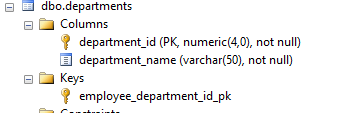 dbo.departments
Columns
department_id (PK, numeric(4,0), not null)
department_name (varchar(50), not null)
Keys
employee_department_id_pk